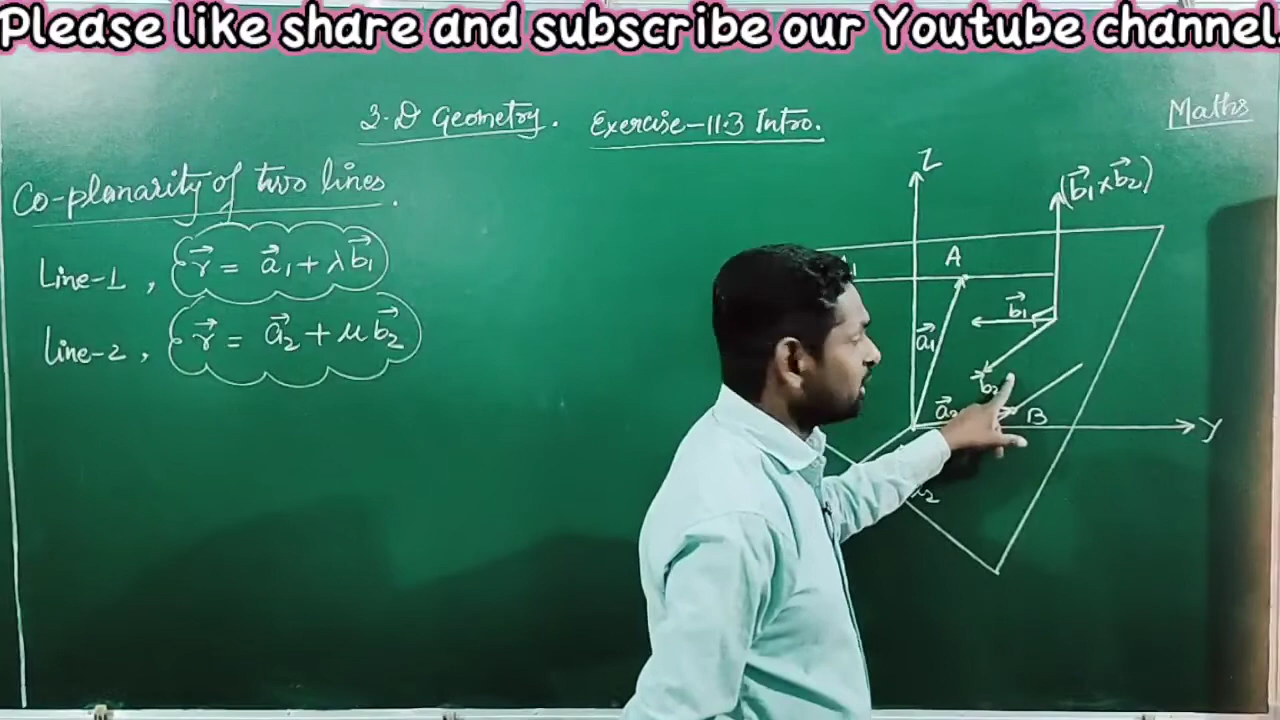 Please like share and subscribe our Youtube channel.
3-D Geometry. Exercise-11.3 Intro.
Maths
Co-planarity of two lines.
Line-1, r⃗ = a⃗₁ + λb⃗₁
Line-2, r⃗ = a⃗₂ + μb⃗₂
Z
(b⃗₁ × b⃗₂)
A
b⃗₁
a⃗₁
b₂
a⃗₂
B
Y